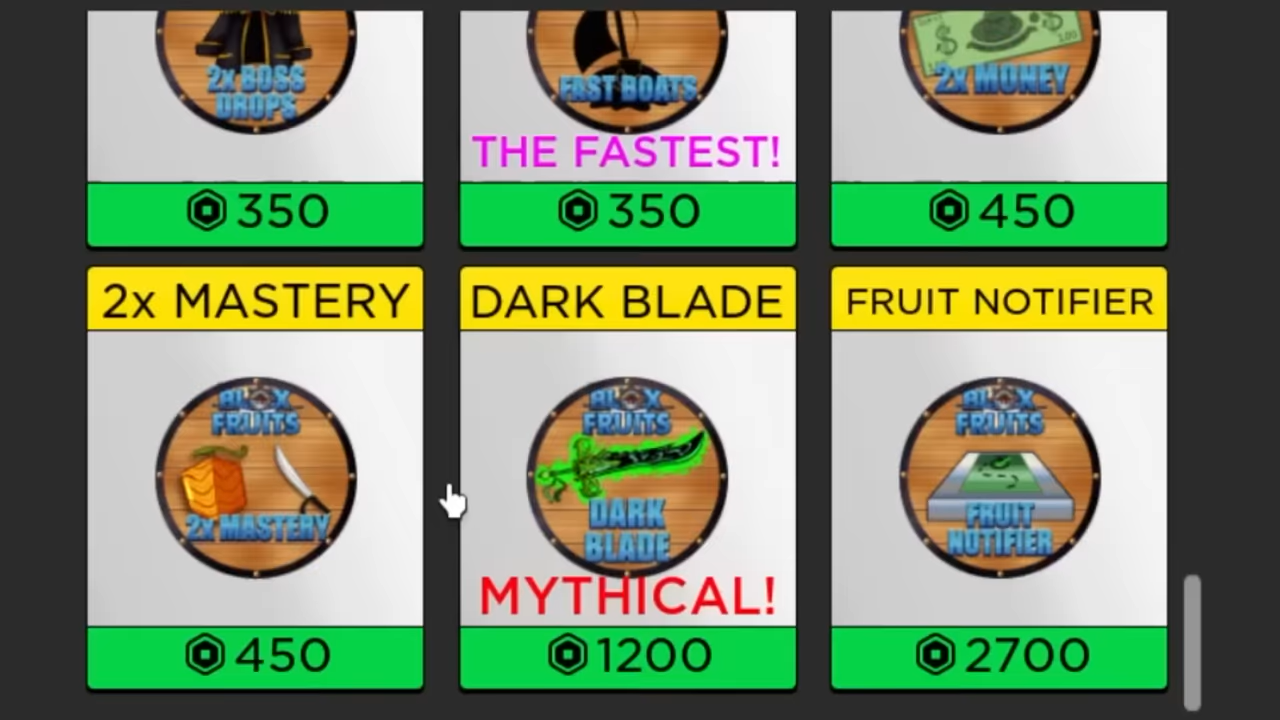 2x BOSS
DROPS
FAST BOATS
2x MONEY
THE FASTEST!
350
350
450
2x MASTERY
DARK BLADE
FRUIT NOTIFIER
BLOX
FRUITS
2x MASTERY
BLOX
FRUITS
DARK
BLADE
BLOX
FRUITS
FRUIT
NOTIFIER
MYTHICAL!
450
1200
2700